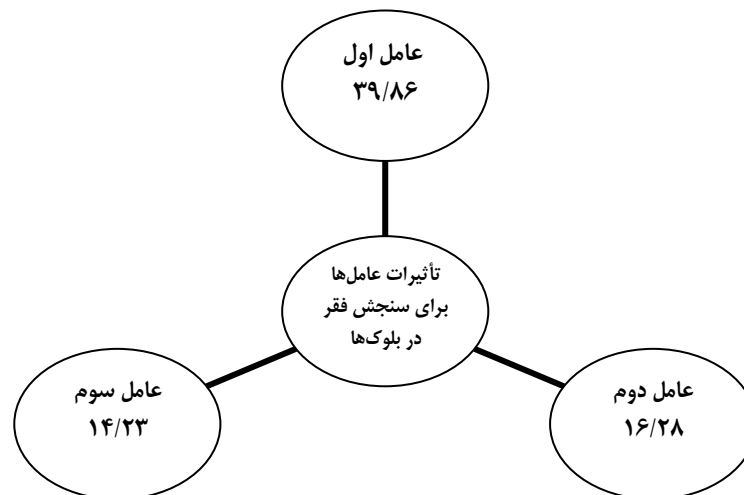 عامل اول
۳۹/۸۶
تأثیرات عامل‌ها
برای سنجش فقر
در بلوک‌ها
عامل دوم
۱۶/۲۸
عامل سوم
۱۴/۲۳